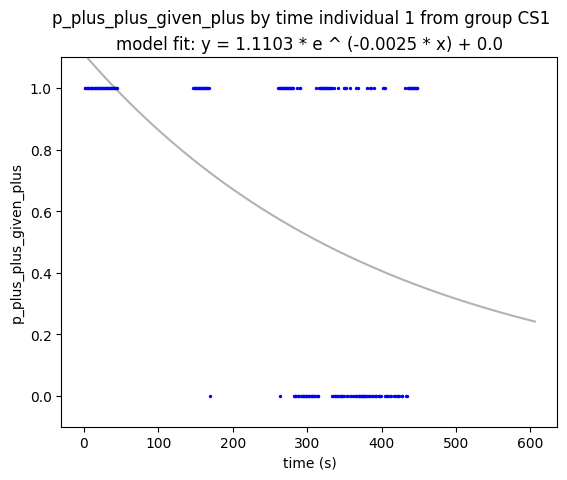 p_plus_plus_given_plus by time individual 1 from group CS1
model fit: y = 1.1103 * e ^ (-0.0025 * x) + 0.0
1.0
0.8
0.6
0.4
0.2
0.0
p_plus_plus_given_plus
0 100 200 300 400 500 600
time (s)